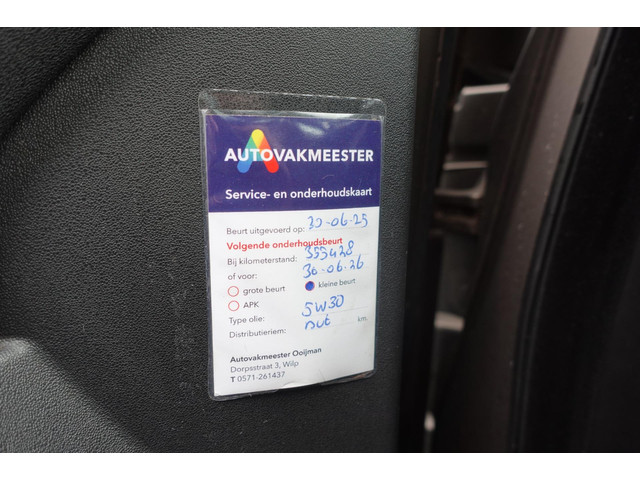 AUTOVAKMEESTER
Service- en onderhoudskaart
Beurt uitgevoerd op: 30-06-25
Volgende onderhoudsbeurt
Bij kilometerstand: 355428
of voor: 30-06-26
grote beurt kleine beurt
APK
Type olie: 5W30
Distributieriem: nvt km.
Autovakmeester Ooijman
Dorpsstraat 3, Wilp
T 0571-261437